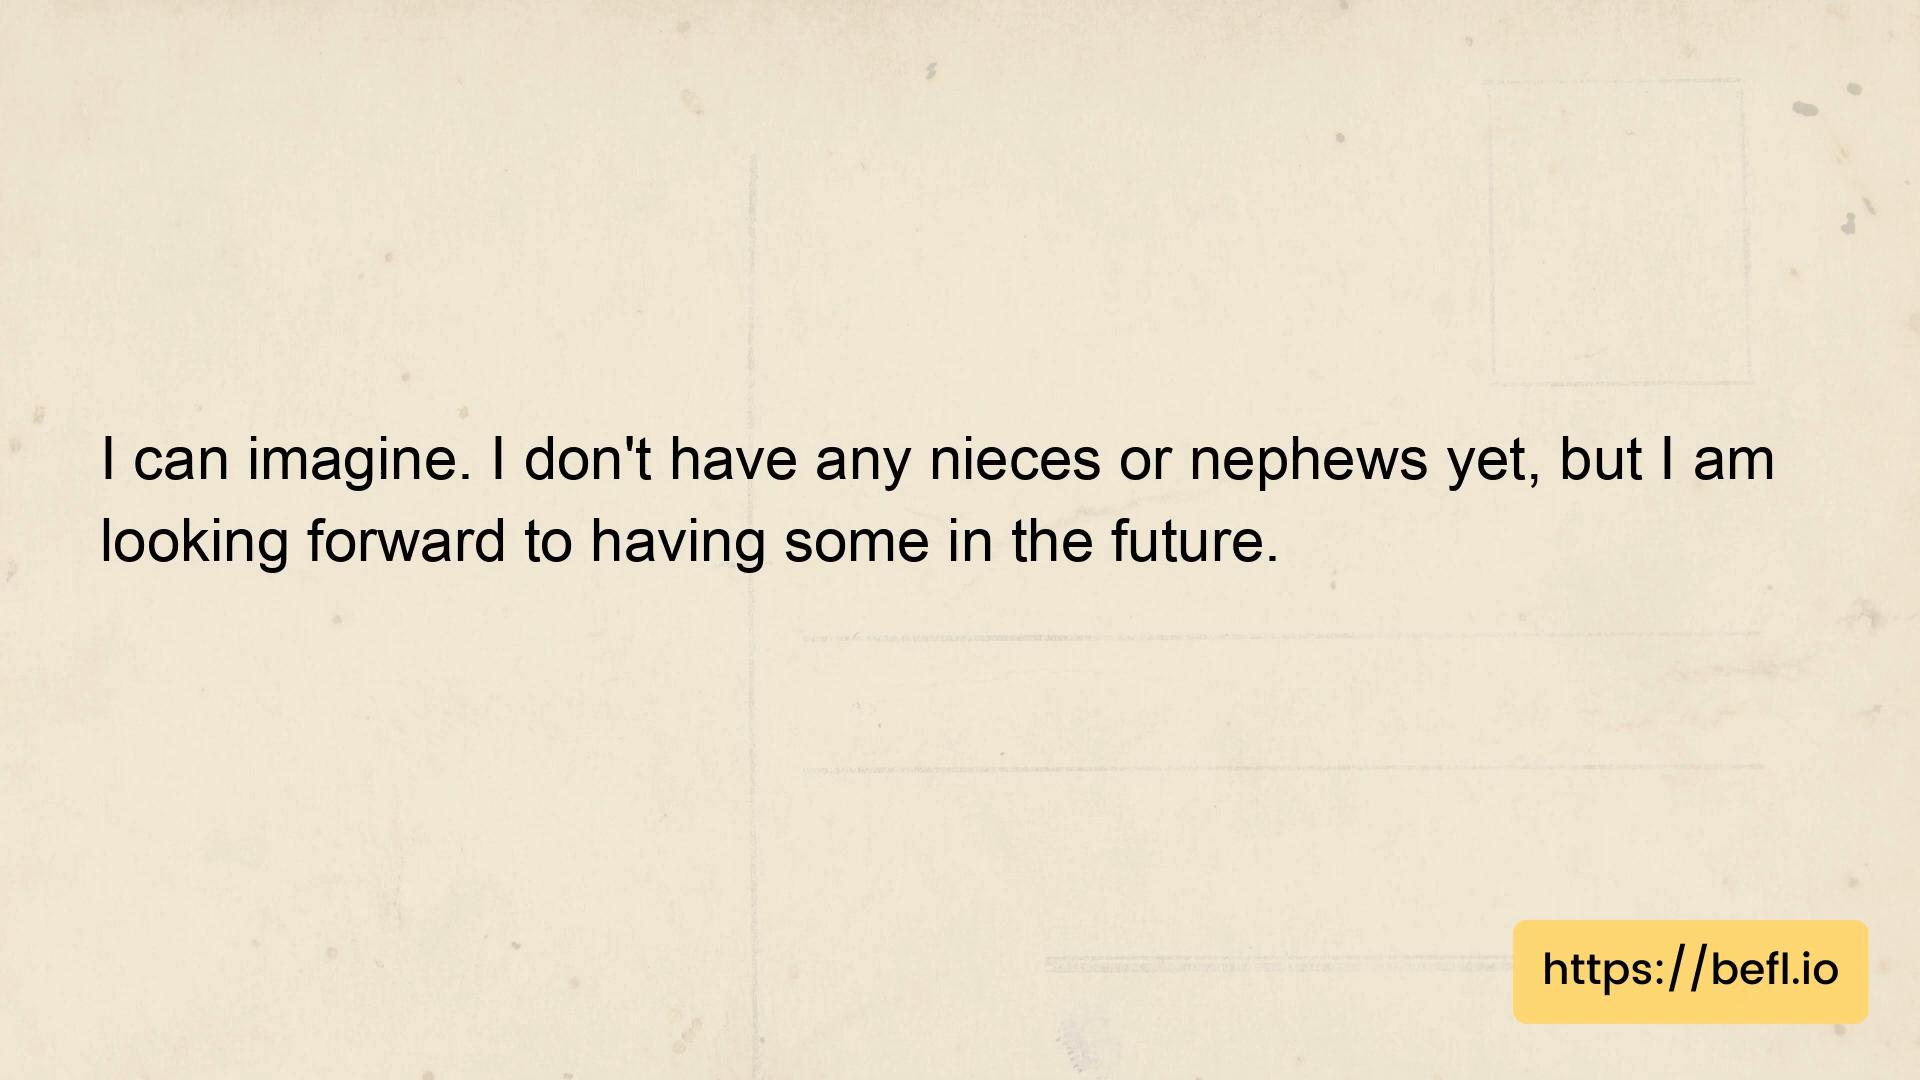 I can imagine. I don't have any nieces or nephews yet, but I am
looking forward to having some in the future.
https://befl.io